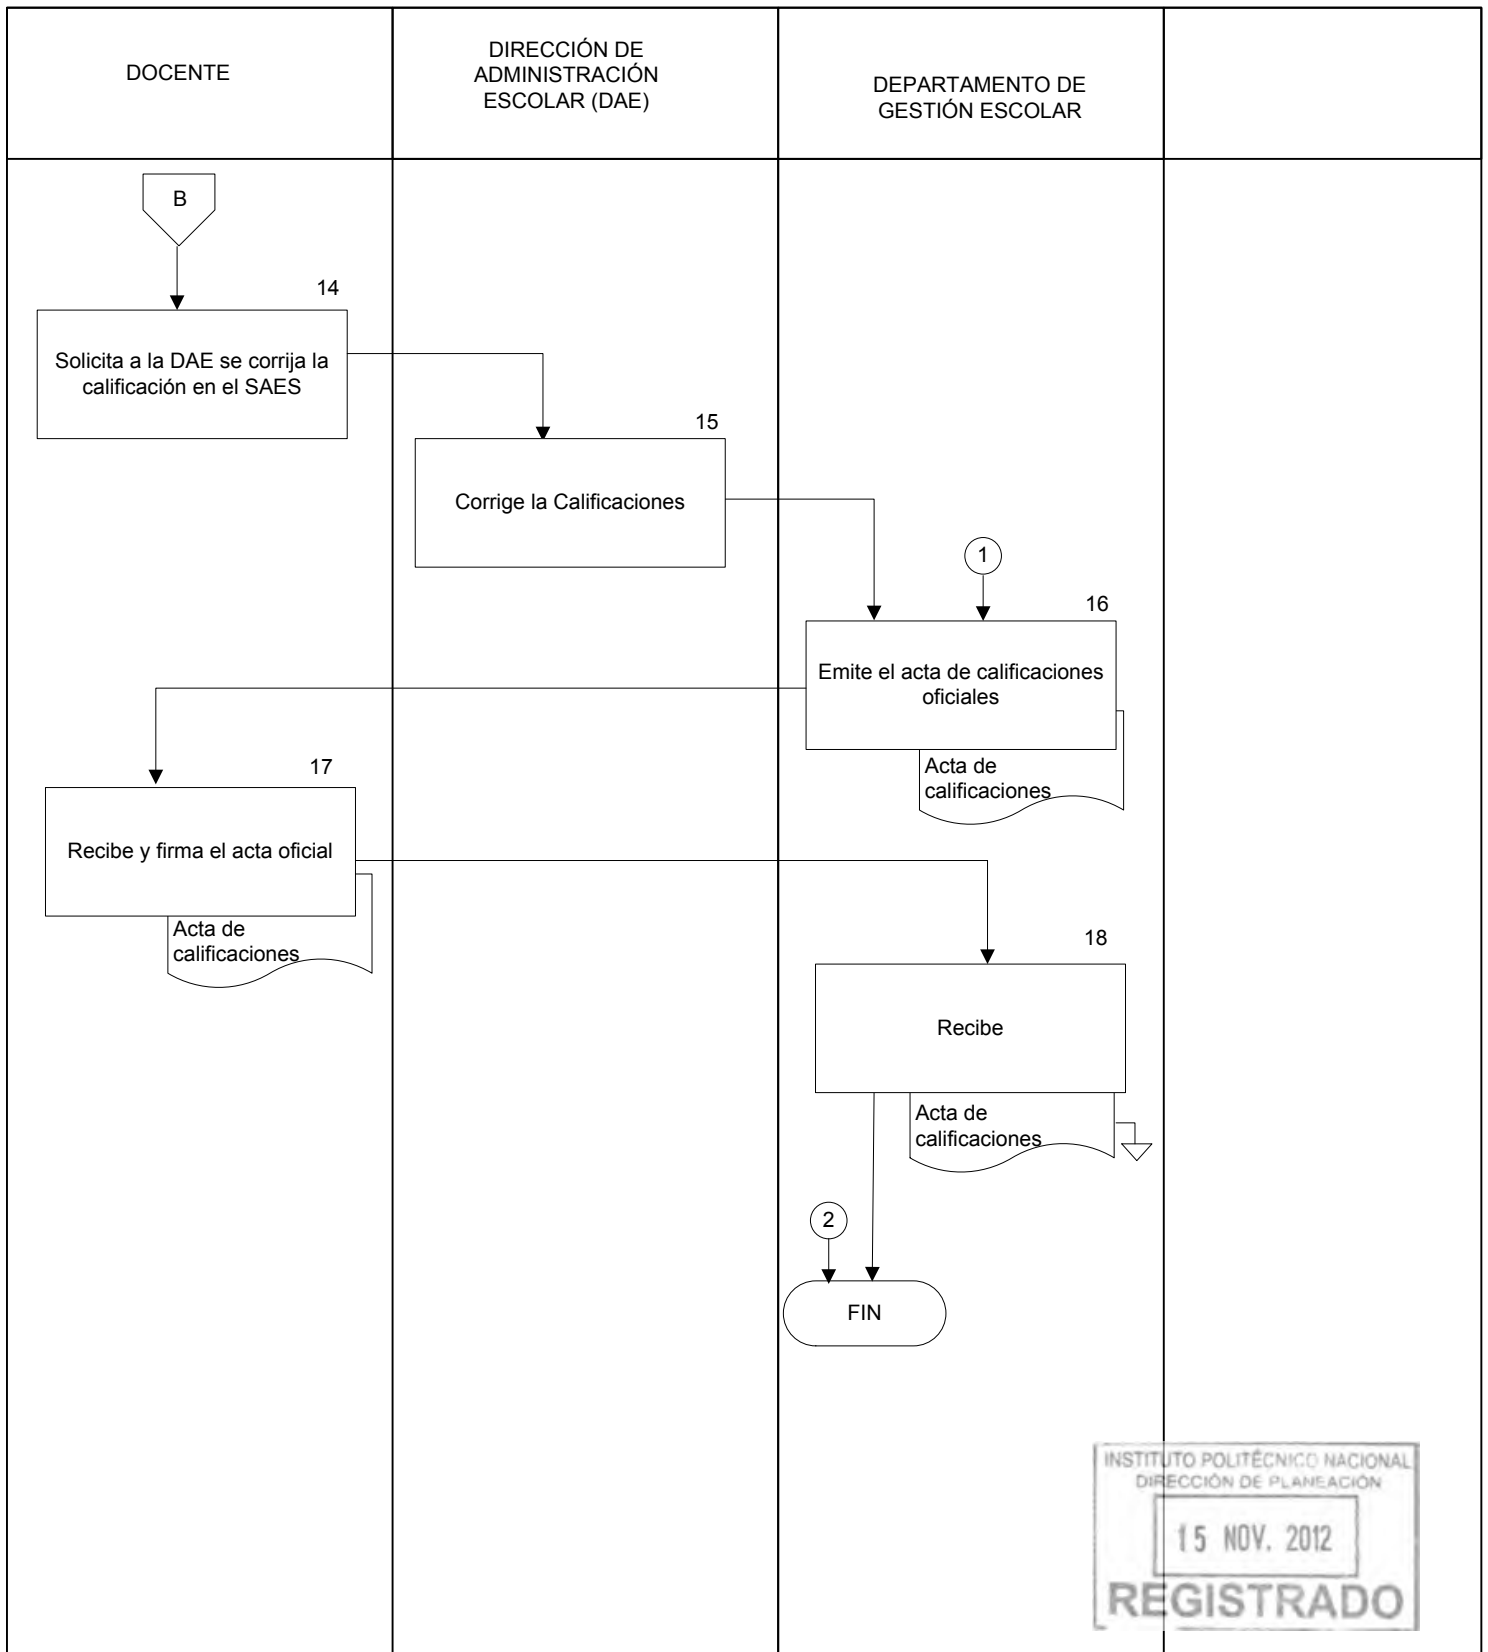 DOCENTE
DIRECCIÓN DE
ADMINISTRACIÓN
ESCOLAR (DAE)
DEPARTAMENTO DE
GESTIÓN ESCOLAR
B
14
Solicita a la DAE se corrija la
calificación en el SAES
15
Corrige la Calificaciones
1
16
Emite el acta de calificaciones
oficiales
Acta de
calificaciones
17
Recibe y firma el acta oficial
Acta de
calificaciones
18
Recibe
Acta de
calificaciones
2
FIN
INSTITUTO POLITÉCNICO NACIONAL
DIRECCIÓN DE PLANEACIÓN
15 NOV. 2012
REGISTRADO